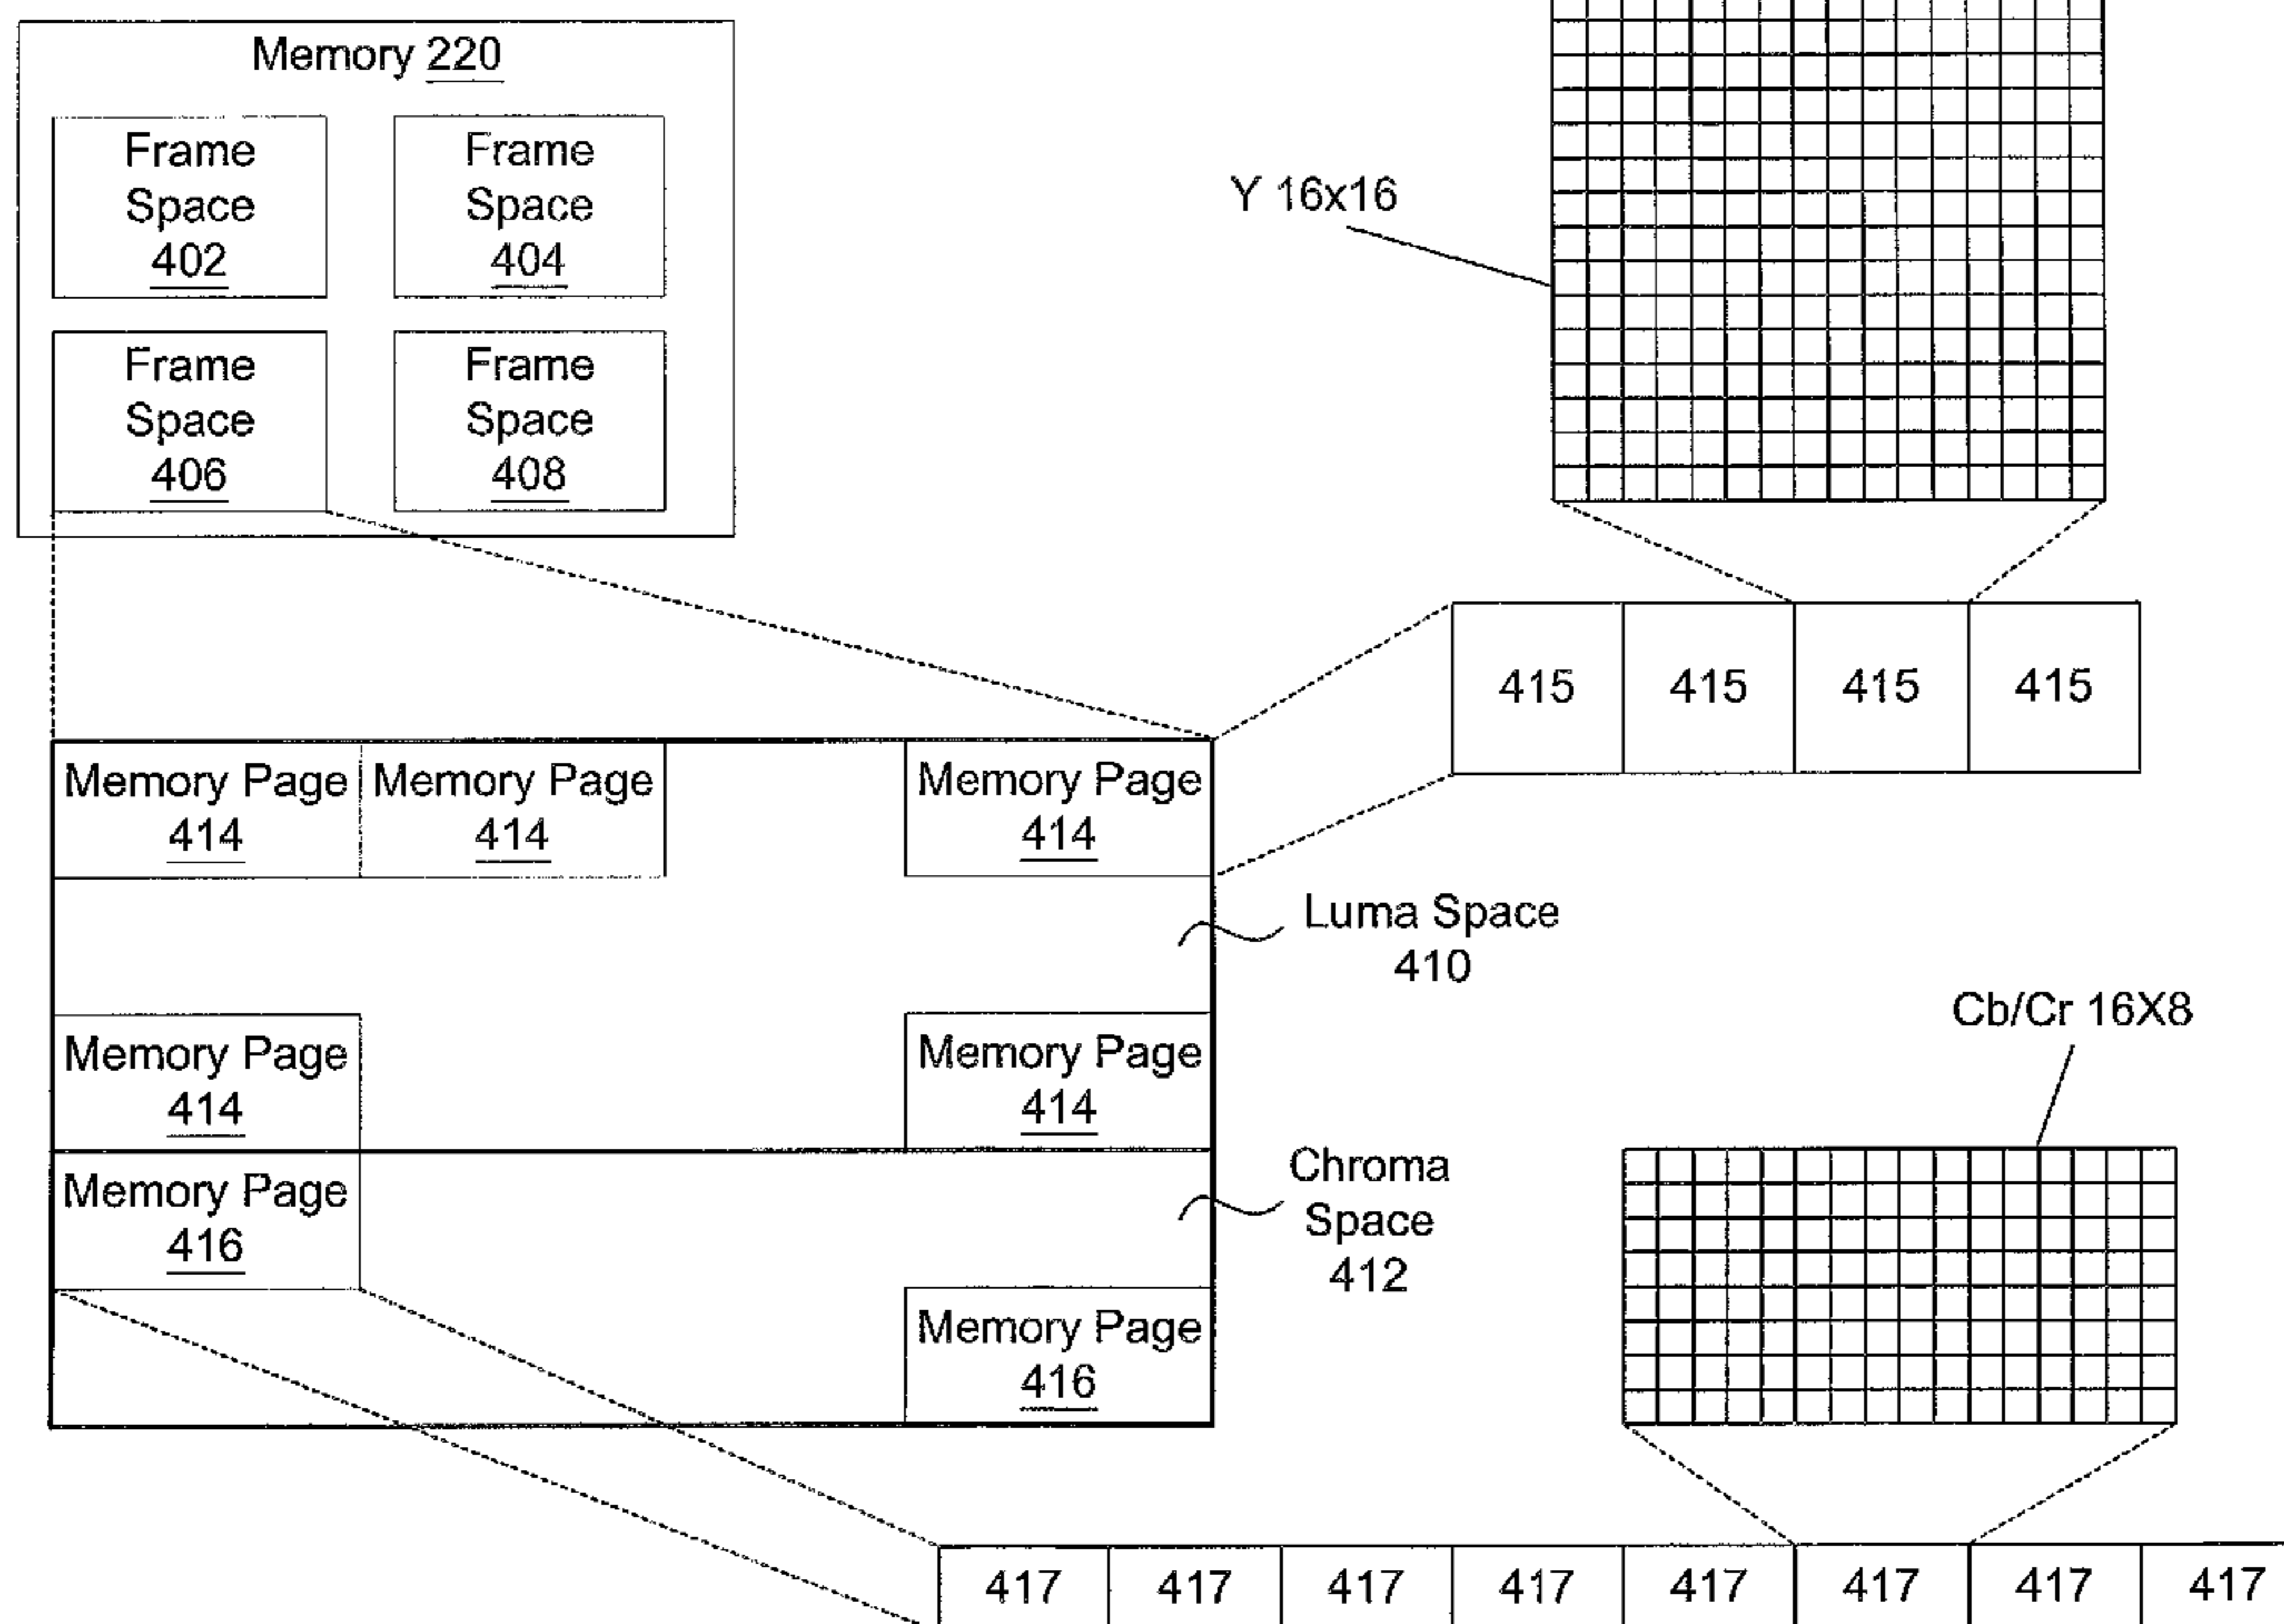 Memory 220
Frame
Space
402
Frame
Space
404
Frame
Space
406
Frame
Space
408
Y 16x16
415
415
415
415
Memory Page
414
Memory Page
414
Memory Page
414
Luma Space
410
Memory Page
414
Memory Page
414
Cb/Cr 16X8
Memory Page
416
Chroma
Space
412
Memory Page
416
417
417
417
417
417
417
417
417